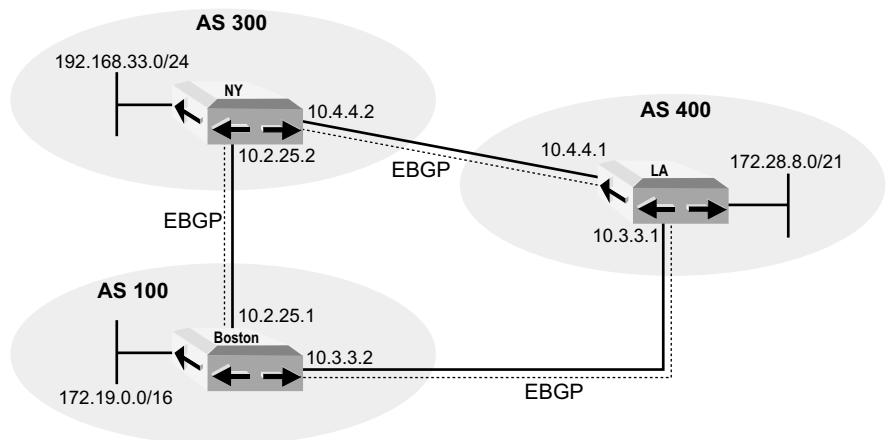 AS 300
192.168.33.0/24
NY
10.4.4.2
10.2.25.2
EBGP
AS 400
10.4.4.1
LA
172.28.8.0/21
10.3.3.1
EBGP
AS 100
10.2.25.1
Boston
10.3.3.2
172.19.0.0/16
EBGP